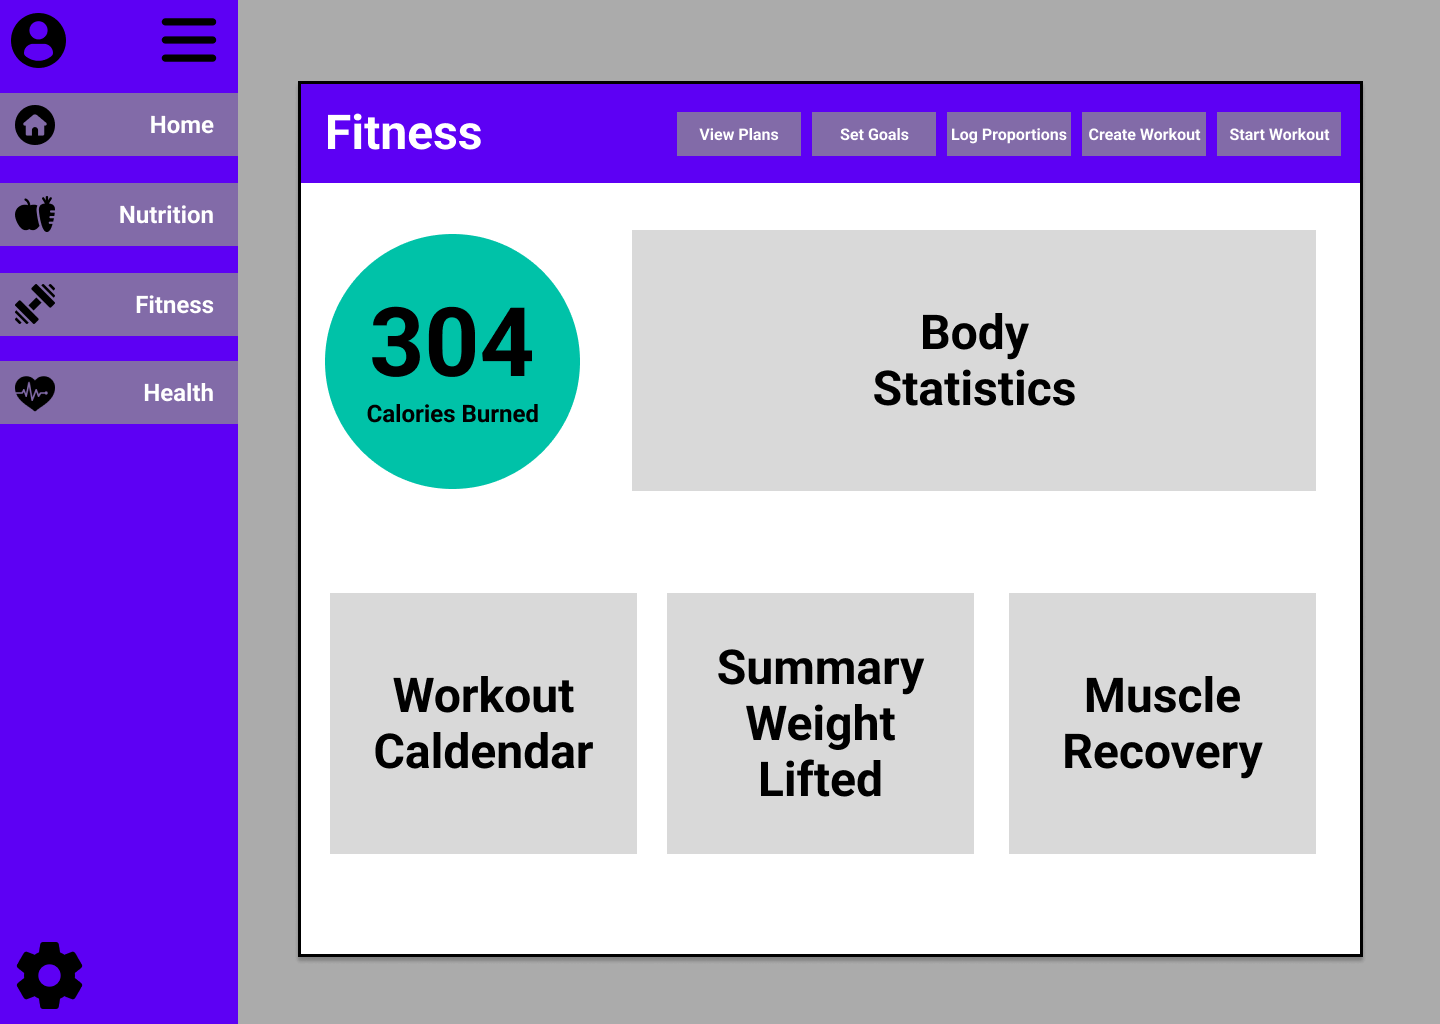 Home
Nutrition
Fitness
Health
Fitness
View Plans
Set Goals
Log Proportions
Create Workout
Start Workout
304
Calories Burned
Body
Statistics
Workout
Caldendar
Summary
Weight
Lifted
Muscle
Recovery